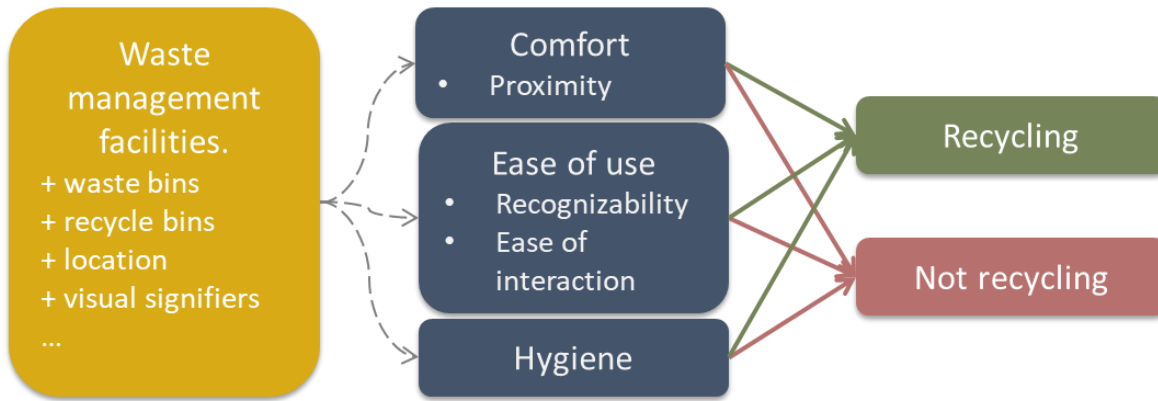 Waste
management
facilities.
+ waste bins
+ recycle bins
+ location
+ visual signifiers
...
Comfort
• Proximity
Ease of use
• Recognizability
• Ease of
interaction
Hygiene
Recycling
Not recycling